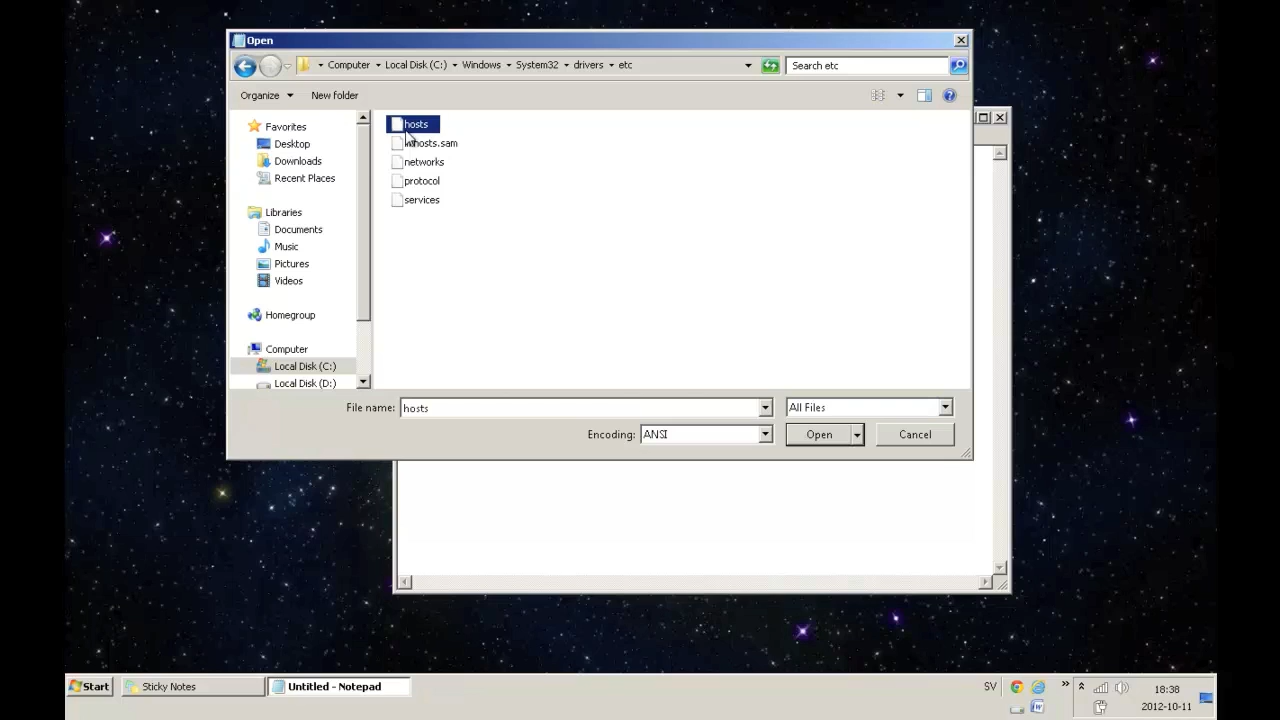 Open
Computer Local Disk (C:) Windows System32 drivers etc
Search etc
Organize New folder
Favorites
Desktop
Downloads
Recent Places
Libraries
Documents
Music
Pictures
Videos
Homegroup
Computer
Local Disk (C:)
Local Disk (D:)
hosts
networks
protocol
services
File name: hosts All Files
Encoding: ANSI Open Cancel
Start Sticky Notes Untitled - Notepad SV 18:38
2012-10-11